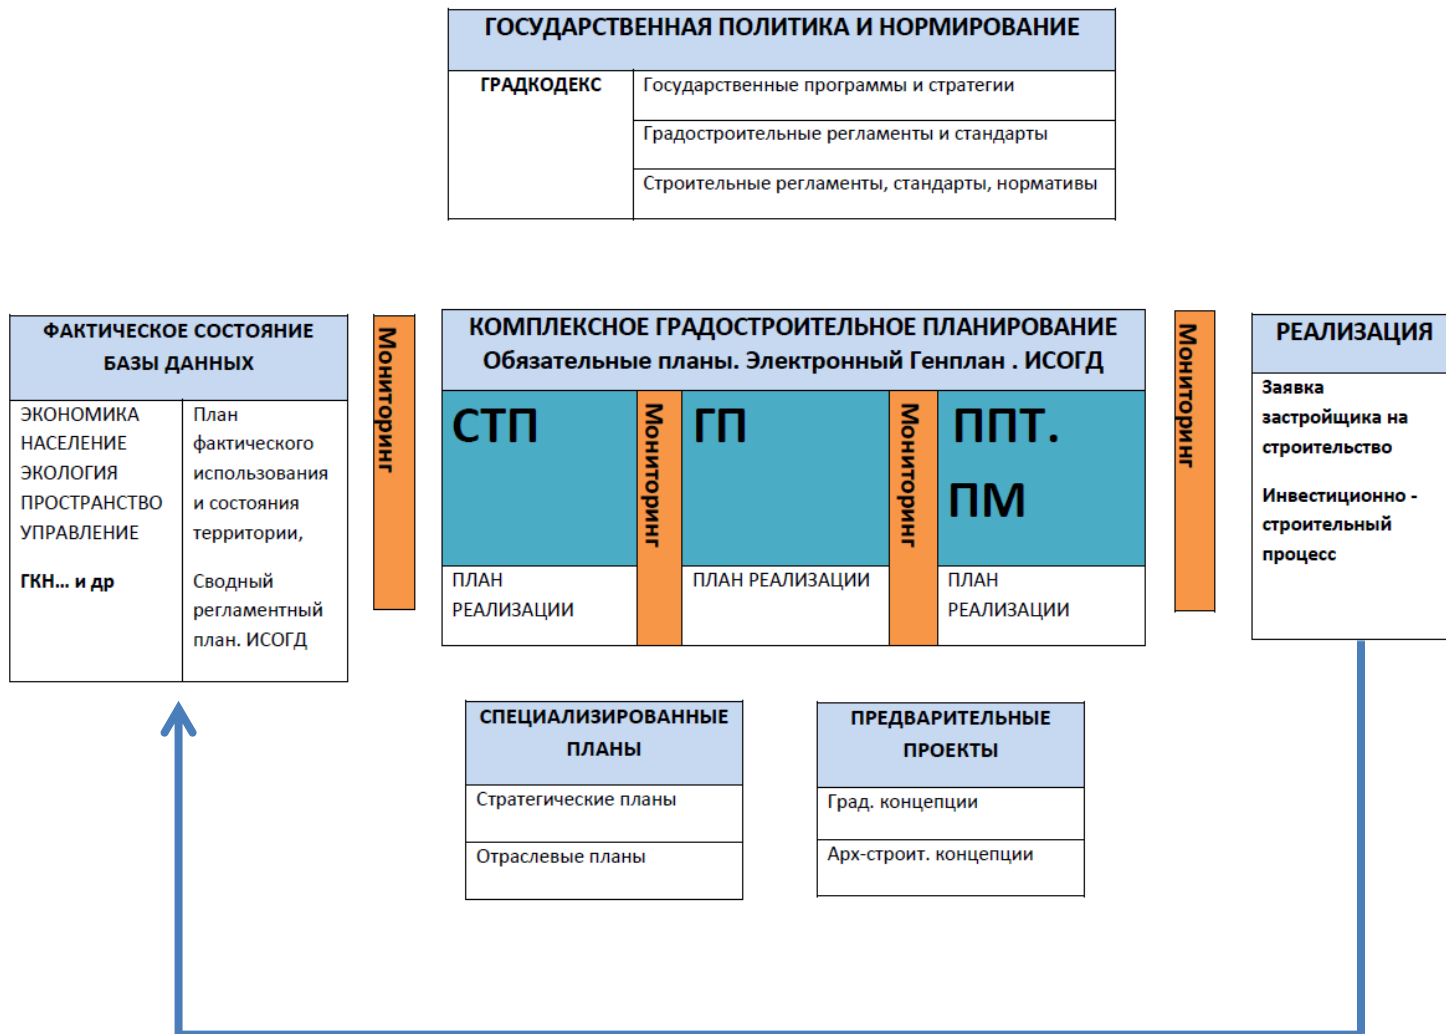 ГОСУДАРСТВЕННАЯ ПОЛИТИКА И НОРМИРОВАНИЕ
ГРАДКОДЕКС
Государственные программы и стратегии
Градостроительные регламенты и стандарты
Строительные регламенты, стандарты, нормативы
ФАКТИЧЕСКОЕ СОСТОЯНИЕ
БАЗЫ ДАННЫХ
ЭКОНОМИКА
НАСЕЛЕНИЕ
ЭКОЛОГИЯ
ПРОСТРАНСТВО
УПРАВЛЕНИЕ
ГКН... и др
План
фактического
использования
и состояния
территории,
Сводный
регламентный
план. ИСОГД
Мониторинг
КОМПЛЕКСНОЕ ГРАДОСТРОИТЕЛЬНОЕ ПЛАНИРОВАНИЕ
Обязательные планы. Электронный Генплан . ИСОГД
СТП
ПЛАН
РЕАЛИЗАЦИИ
Мониторинг
ГП
ПЛАН РЕАЛИЗАЦИИ
Мониторинг
ППТ.
ПМ
ПЛАН
РЕАЛИЗАЦИИ
Мониторинг
РЕАЛИЗАЦИЯ
Заявка
застройщика на
строительство
Инвестиционно -
строительный
процесс
СПЕЦИАЛИЗИРОВАННЫЕ
ПЛАНЫ
Стратегические планы
Отраслевые планы
ПРЕДВАРИТЕЛЬНЫЕ
ПРОЕКТЫ
Град. концепции
Арх-строит. концепции